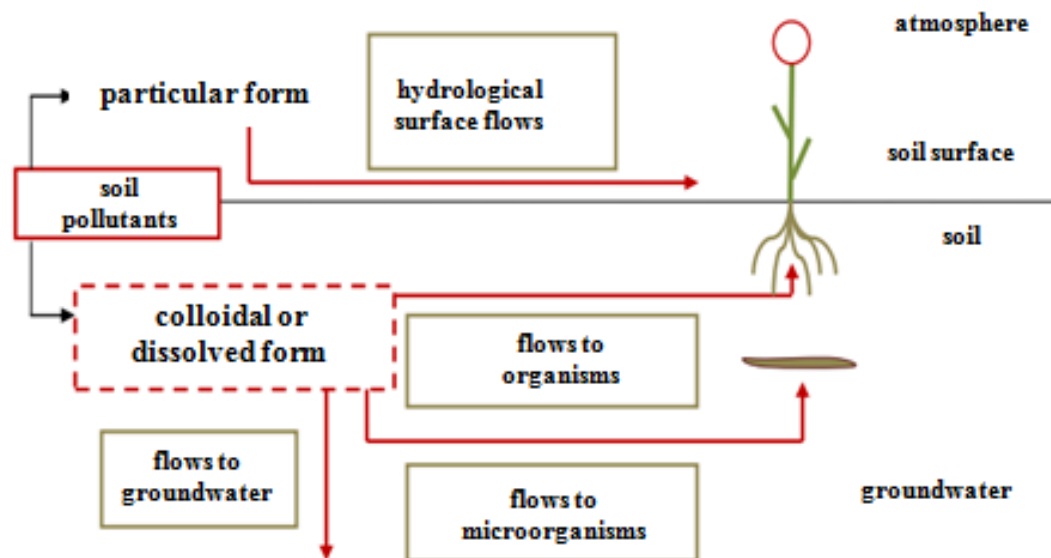 atmosphere
particular form
hydrological
surface flows
soil surface
soil
pollutants
soil
colloidal or
dissolved form
flows to
organisms
flows to
groundwater
flows to
microorganisms
groundwater